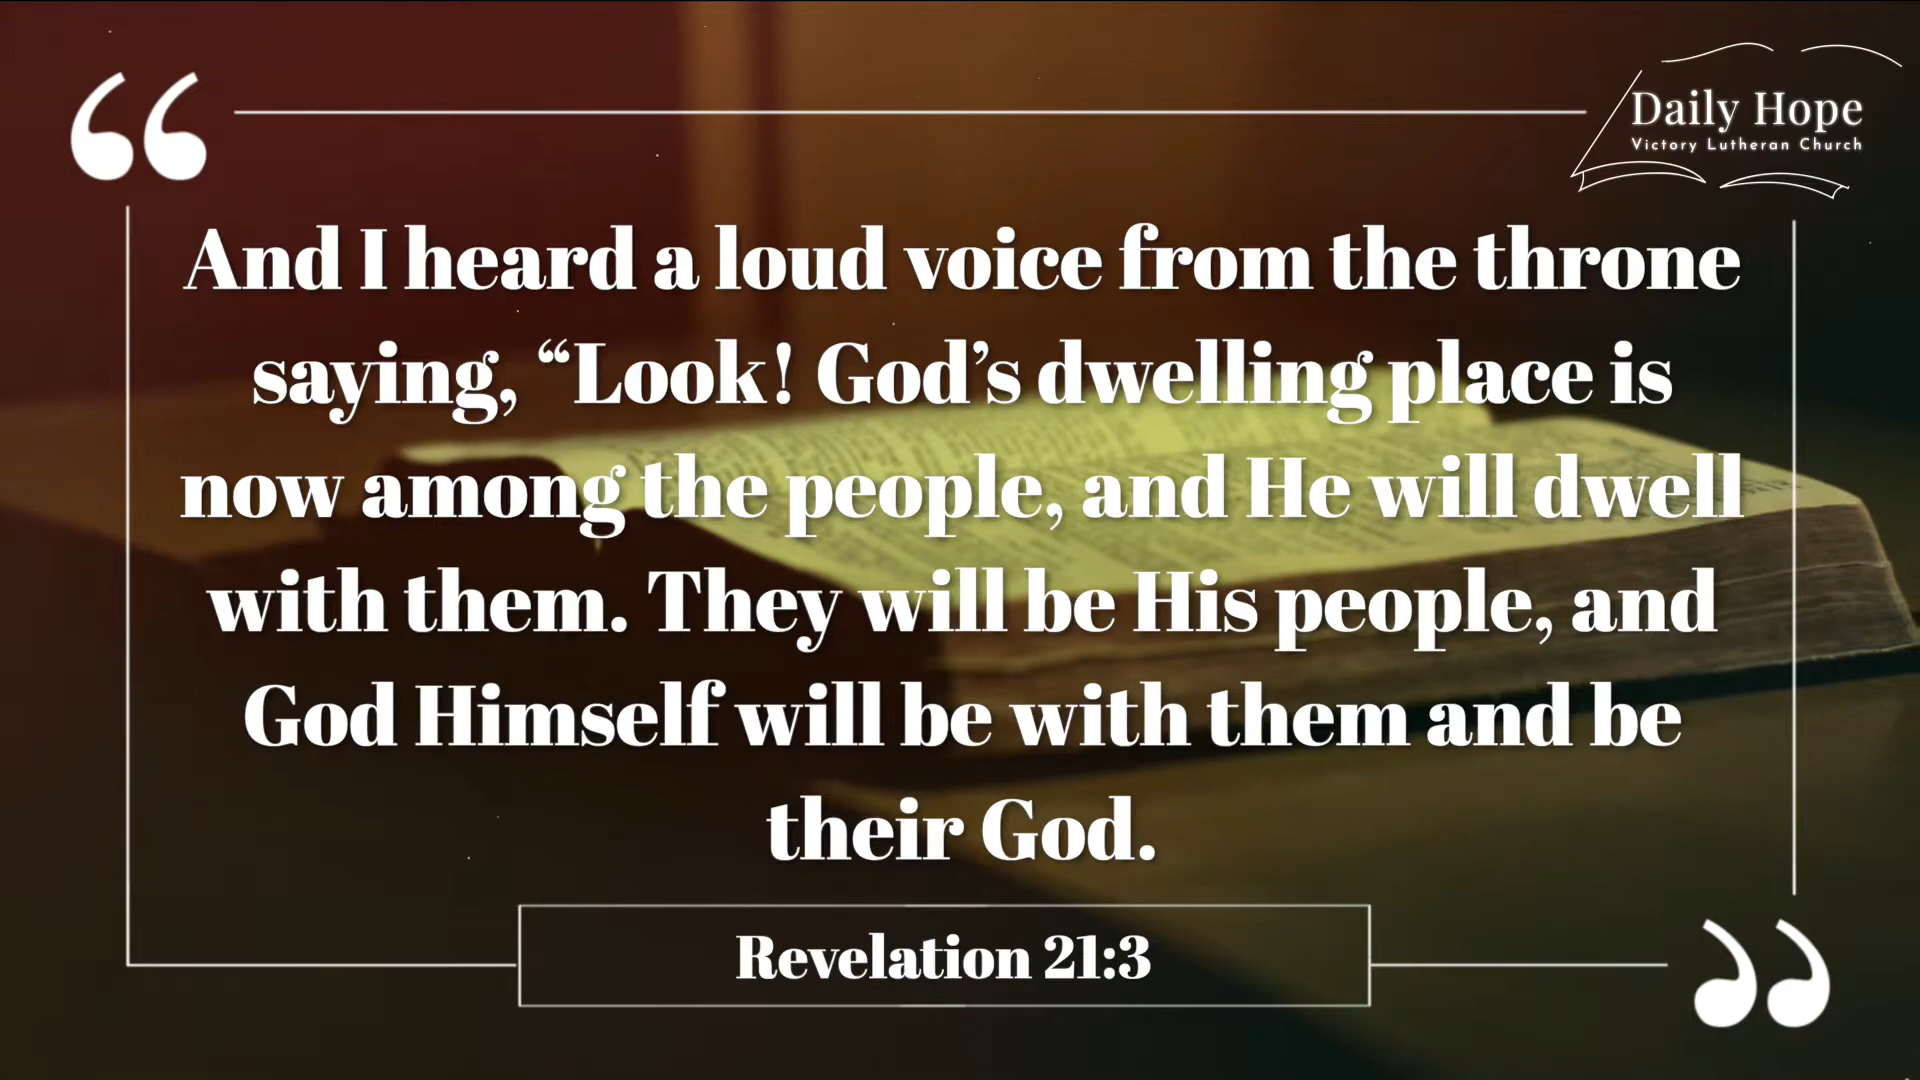 Daily Hope
Victory Lutheran Church
“
And I heard a loud voice from the throne
saying, “Look! God’s dwelling place is
now among the people, and He will dwell
with them. They will be His people, and
God Himself will be with them and be
their God.
”
Revelation 21:3